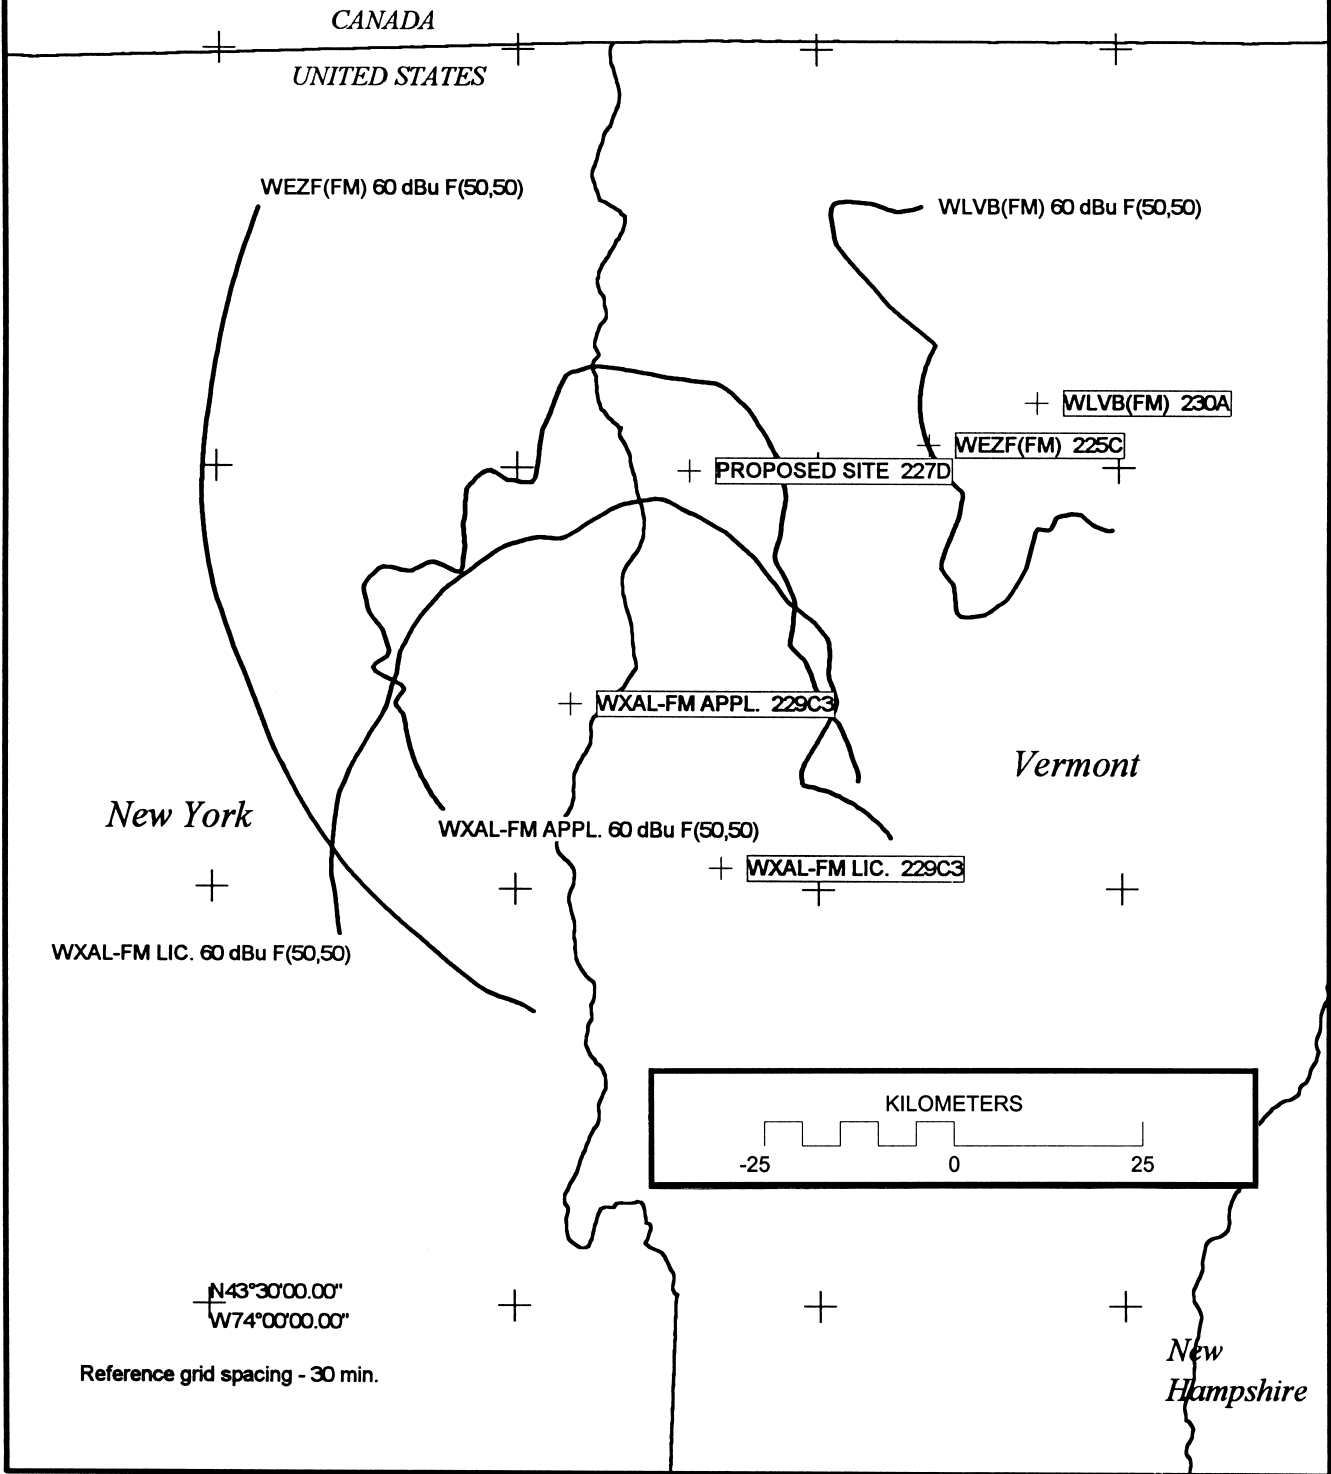 CANADA
UNITED STATES
WEZF(FM) 60 dBu F(50,50)
WLVB(FM) 60 dBu F(50,50)
WLVB(FM) 230A
WEZF(FM) 225C
PROPOSED SITE 227D
WXAL-FM APPL. 229C3
Vermont
New York
WXAL-FM APPL. 60 dBu F(50,50)
WXAL-FM LIC. 229C3
WXAL-FM LIC. 60 dBu F(50,50)
KILOMETERS
-25 0 25
N43°30'00.00"
W74°00'00.00"
Reference grid spacing - 30 min.
New
Hampshire